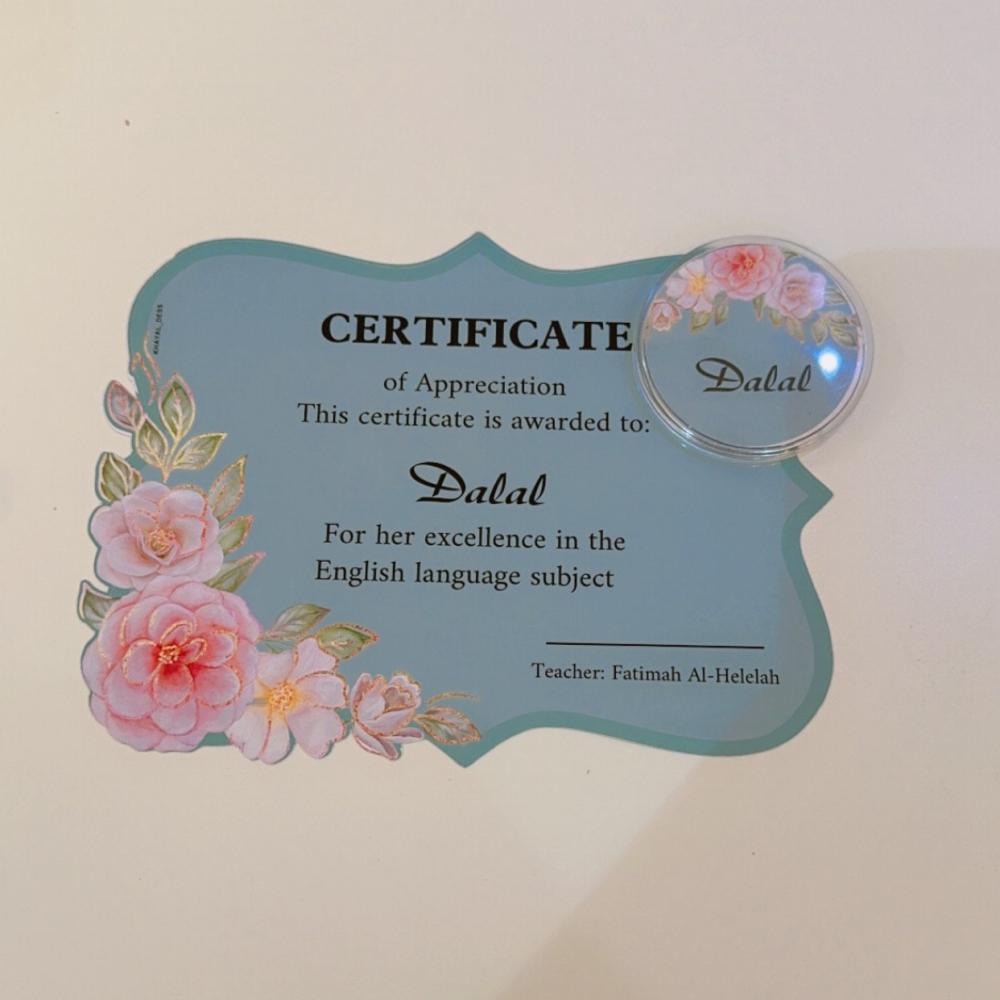 KHAYAL_DESS
CERTIFICATE
of Appreciation
This certificate is awarded to:
Dalal
For her excellence in the
English language subject
Teacher: Fatimah Al-Helelah
Dalal